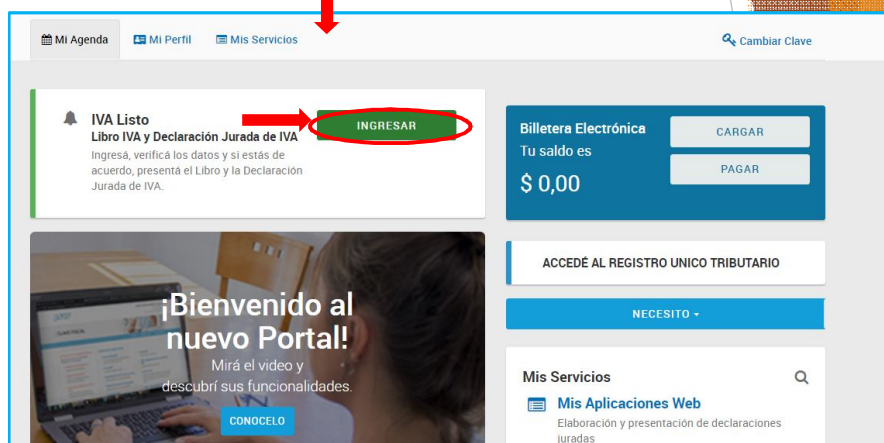 Mi Agenda
Mi Perfil
Mis Servicios
Cambiar Clave
IVA Listo
Libro IVA y Declaración Jurada de IVA
Ingresá, verificá los datos y si estás de
acuerdo, presentá el Libro y la Declaración
Jurada de IVA.
INGRESAR
Billetera Electrónica
Tu saldo es
$ 0,00
CARGAR
PAGAR
¡Bienvenido al
nuevo Portal!
Mirá el video y
descubrí sus funcionalidades.
CONOCELO
ACCEDÉ AL REGISTRO UNICO TRIBUTARIO
NECESITO
Mis Servicios
Mis Aplicaciones Web
Elaboración y presentación de declaraciones
juradas